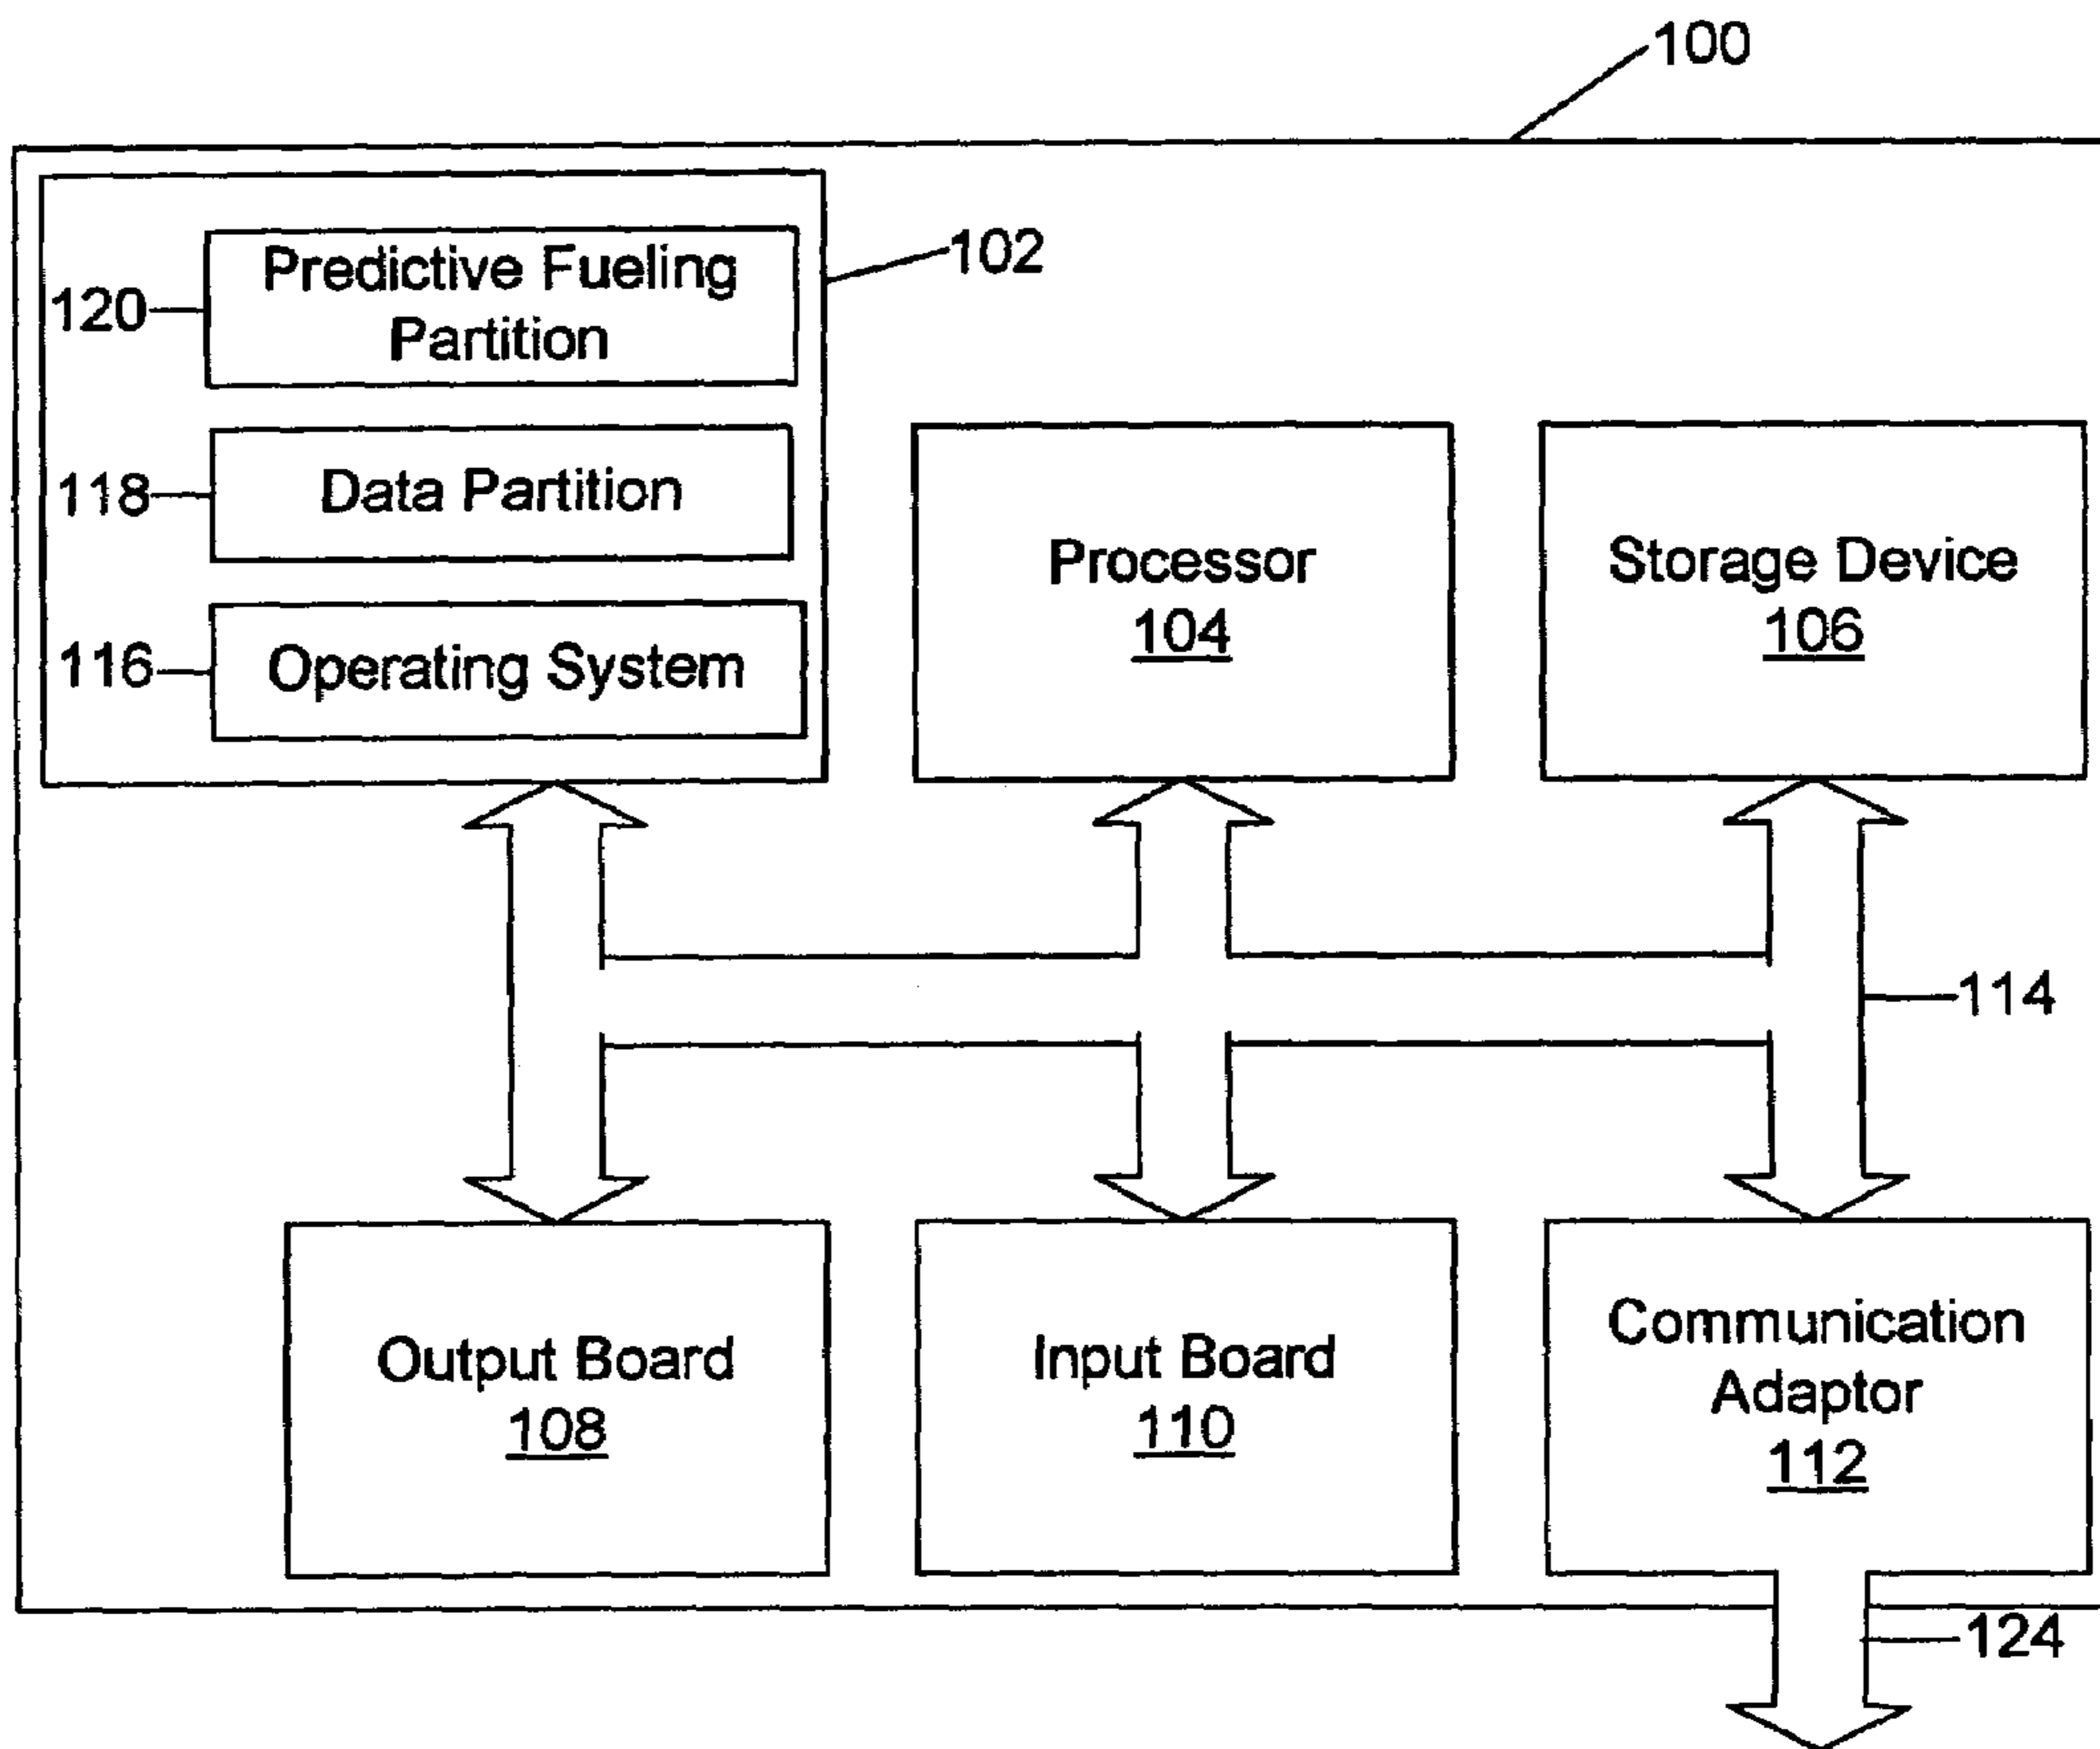 100
102
120
Predictive Fueling
Partition
118
Data Partition
116
Operating System
Processor
104
Storage Device
106
114
Output Board
108
Input Board
110
Communication
Adaptor
112
124